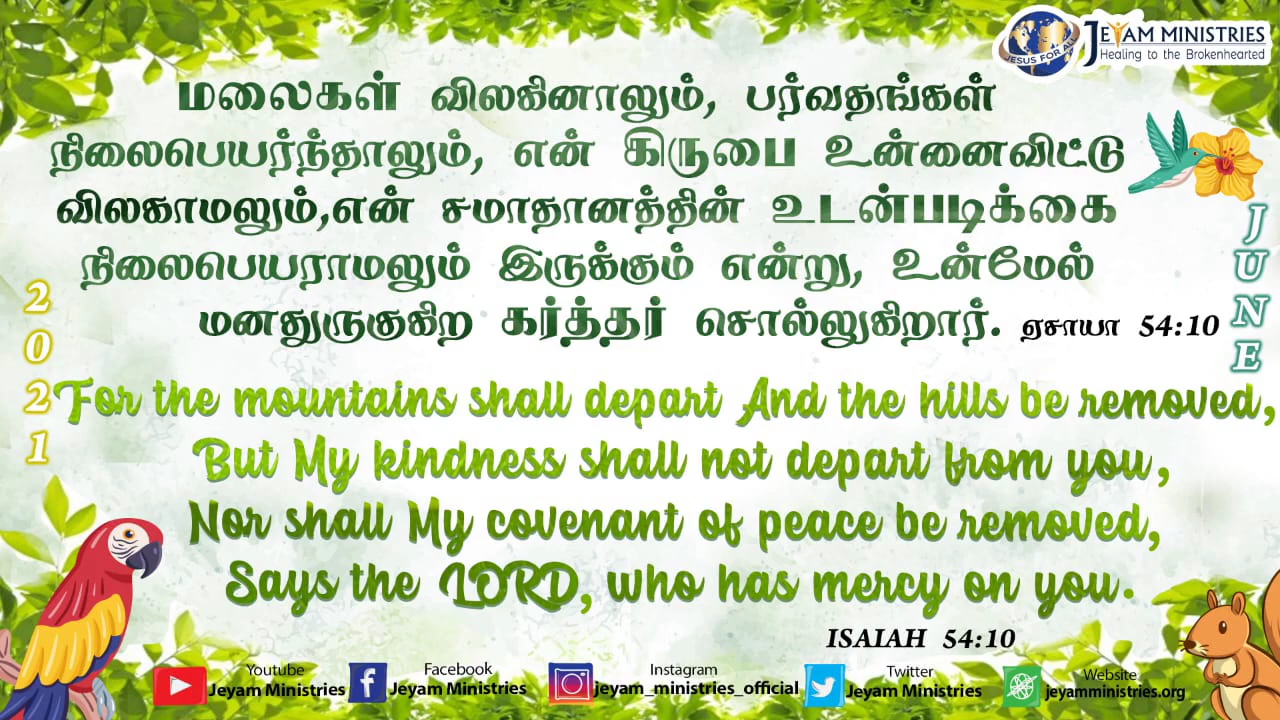 JEYAM MINISTRIES
Healing to the Brokenhearted
JESUS FOR ALL
மலைகள் விலகினாலும், பர்வதங்கள்
நிலைபெயர்ந்தாலும், என் கிருபை உன்னைவிட்டு
விலகாமலும்,என் சமாதானத்தின் உடன்படிக்கை
நிலைபெயராமலும் இருக்கும் என்று, உன்மேல்
மனதுருகுகிற கர்த்தர் சொல்லுகிறார். ஏசாயா 54:10
JUNE
2021
For the mountains shall depart And the hills be removed,
But My kindness shall not depart from you,
Nor shall My covenant of peace be removed,
Says the LORD, who has mercy on you.
ISAIAH 54:10
Youtube
Jeyam Ministries
Facebook
Jeyam Ministries
Instagram
jeyam_ministries_official
Twitter
Jeyam Ministries
Website
jeyamministries.org